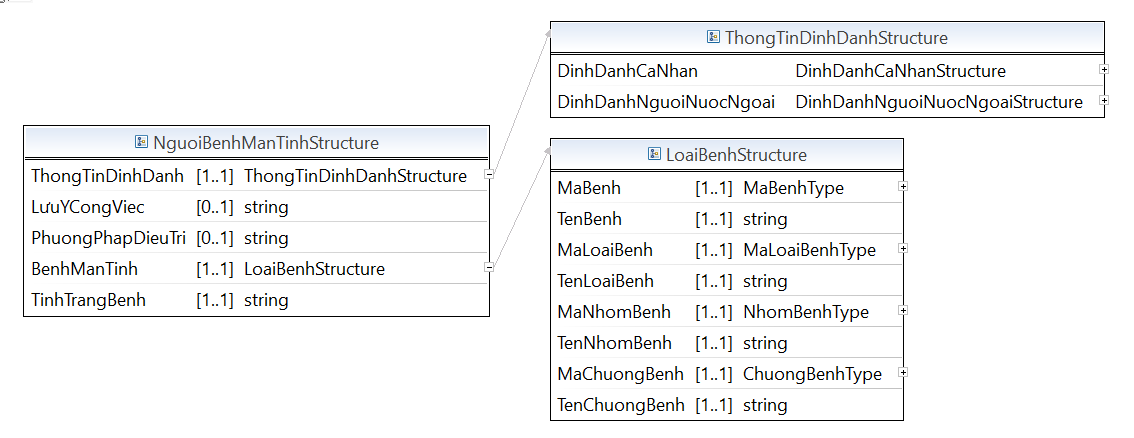 ThongTinDinhDanhStructure
DinhDanhCaNhan DinhDanhCaNhanStructure
DinhDanhNguoiNuocNgoai DinhDanhNguoiNuocNgoaiStructure
NguoiBenhManTinhStructure
ThongTinDinhDanh [1..1] ThongTinDinhDanhStructure
LưuYCongViec [0..1] string
PhuongPhapDieuTri [0..1] string
BenhManTinh [1..1] LoaiBenhStructure
TinhTrangBenh [1..1] string
LoaiBenhStructure
MaBenh [1..1] MaBenhType
TenBenh [1..1] string
MaLoaiBenh [1..1] MaLoaiBenhType
TenLoaiBenh [1..1] string
MaNhomBenh [1..1] NhomBenhType
TenNhomBenh [1..1] string
MaChuongBenh [1..1] ChuongBenhType
TenChuongBenh [1..1] string